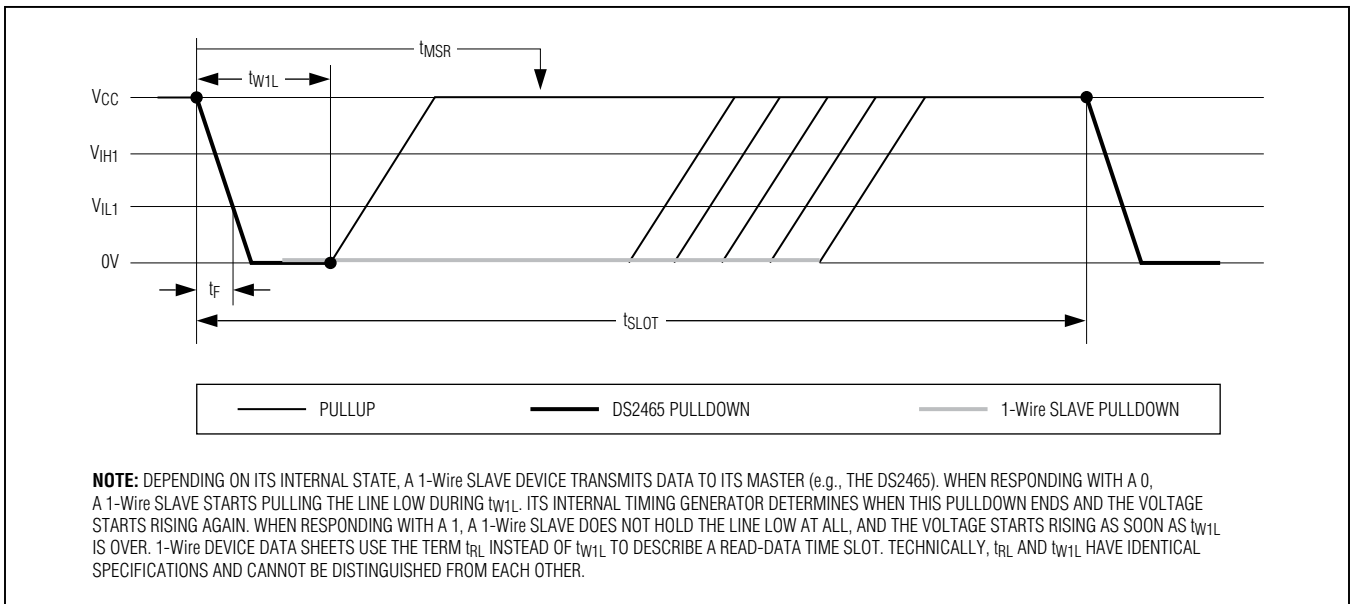 tMSR
tW1L
VCC
VIH1
VIL1
0V
tF
tSLOT
PULLUP
DS2465 PULLDOWN
1-Wire SLAVE PULLDOWN
NOTE: DEPENDING ON ITS INTERNAL STATE, A 1-Wire SLAVE DEVICE TRANSMITS DATA TO ITS MASTER (e.g., THE DS2465). WHEN RESPONDING WITH A 0,
A 1-Wire SLAVE STARTS PULLING THE LINE LOW DURING tW1L. ITS INTERNAL TIMING GENERATOR DETERMINES WHEN THIS PULLDOWN ENDS AND THE VOLTAGE
STARTS RISING AGAIN. WHEN RESPONDING WITH A 1, A 1-Wire SLAVE DOES NOT HOLD THE LINE LOW AT ALL, AND THE VOLTAGE STARTS RISING AS SOON AS tW1L
IS OVER. 1-Wire DEVICE DATA SHEETS USE THE TERM tRL INSTEAD OF tW1L TO DESCRIBE A READ-DATA TIME SLOT. TECHNICALLY, tRL AND tW1L HAVE IDENTICAL
SPECIFICATIONS AND CANNOT BE DISTINGUISHED FROM EACH OTHER.